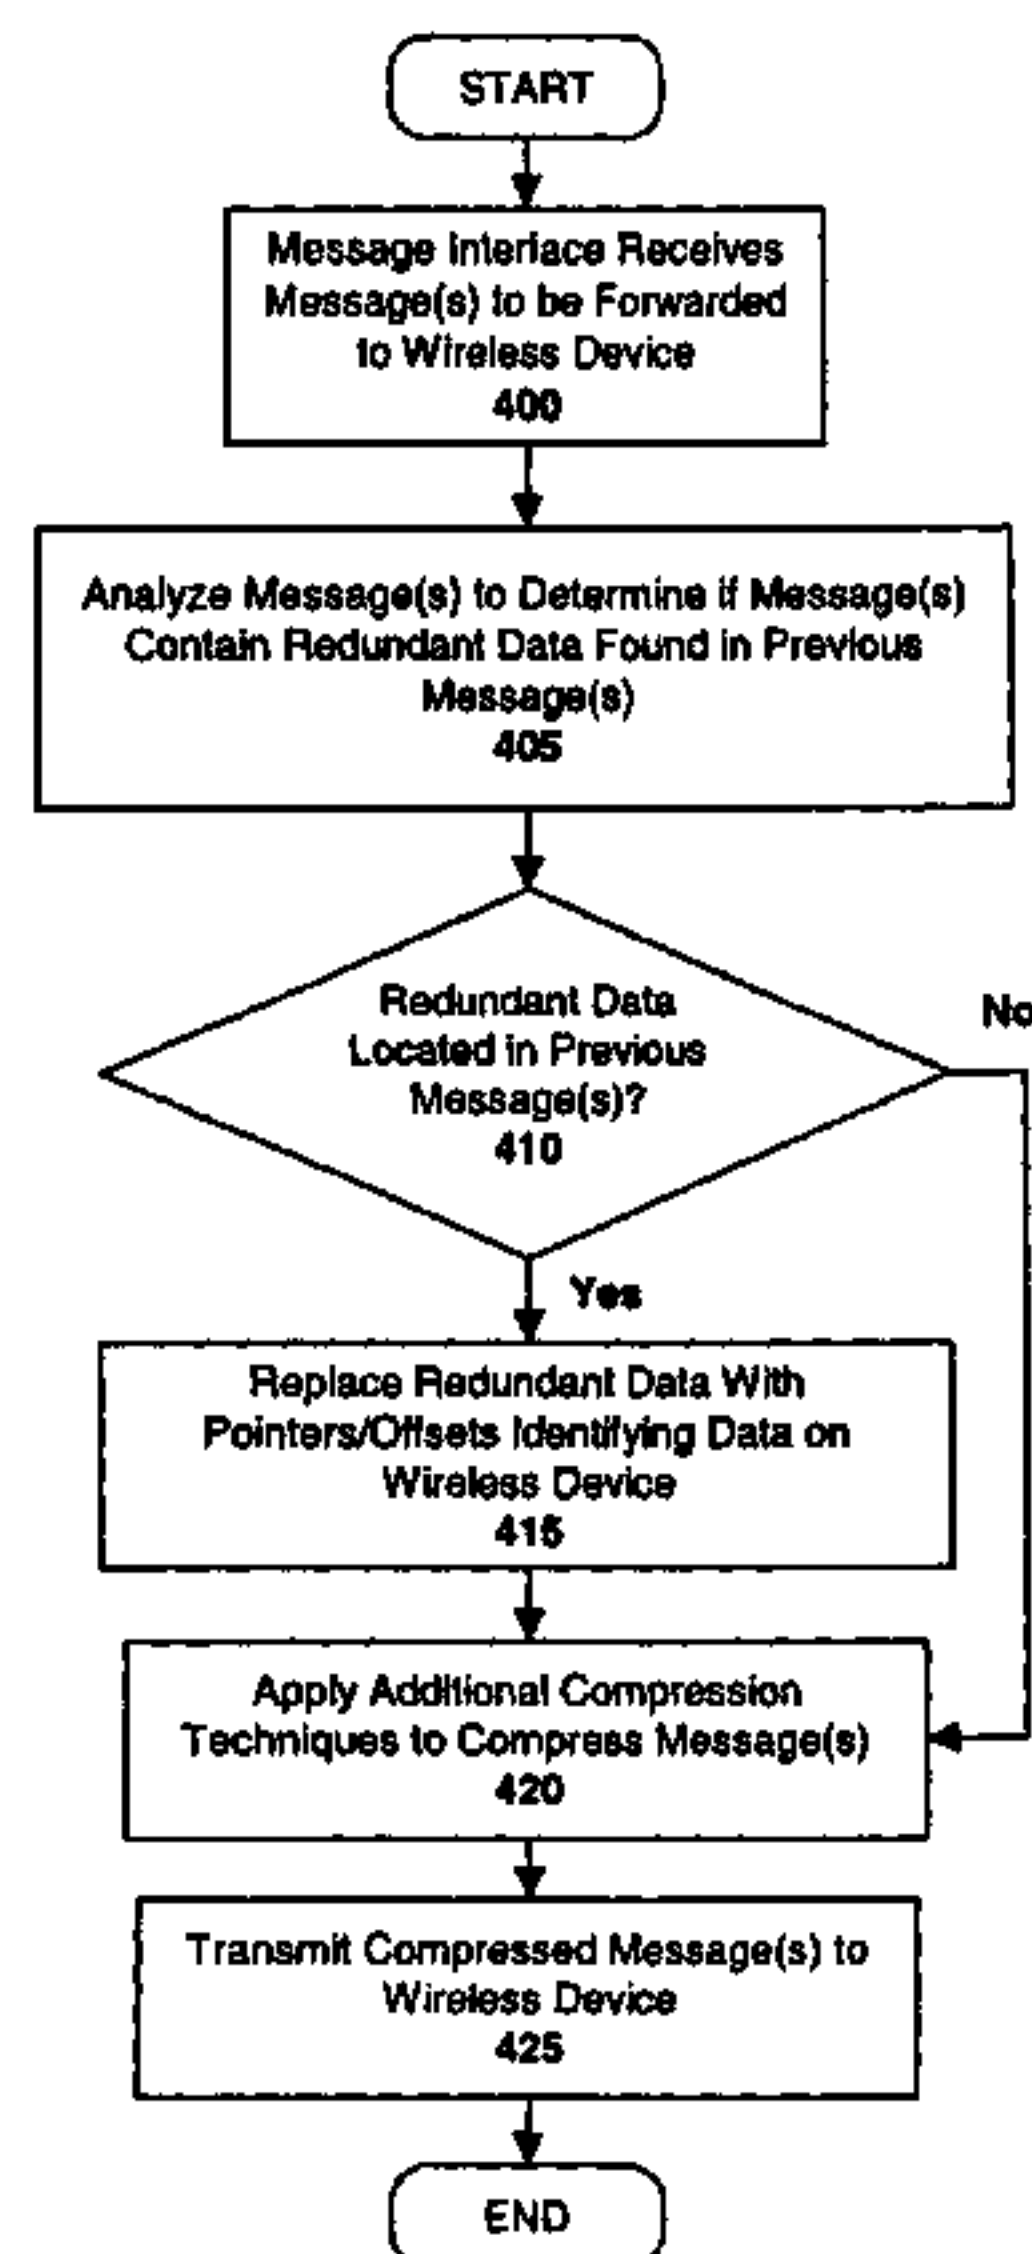 START
Message Interface Receives
Message(s) to be Forwarded
to Wireless Device
400
Analyze Message(s) to Determine if Message(s)
Contain Redundant Data Found in Previous
Message(s)
405
Redundant Data
Located in Previous
Message(s)?
410
No
Yes
Replace Redundant Data With
Pointers/Offsets Identifying Data on
Wireless Device
415
Apply Additional Compression
Techniques to Compress Message(s)
420
Transmit Compressed Message(s) to
Wireless Device
425
END